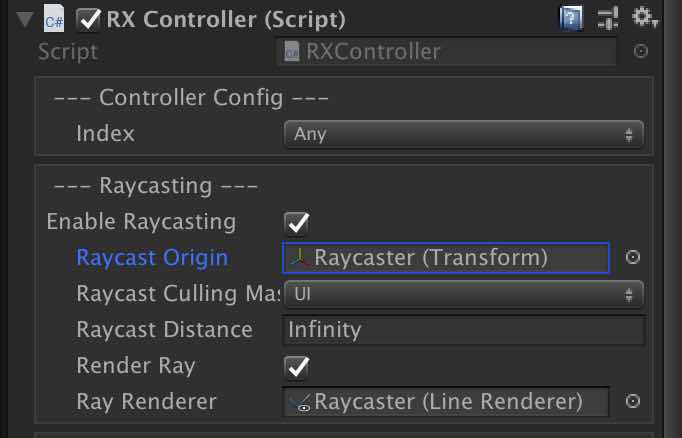 RX Controller (Script)
Script RXController
--- Controller Config ---
Index Any
--- Raycasting ---
Enable Raycasting
Raycast Origin Raycaster (Transform)
Raycast Culling Mas UI
Raycast Distance Infinity
Render Ray
Ray Renderer Raycaster (Line Renderer)